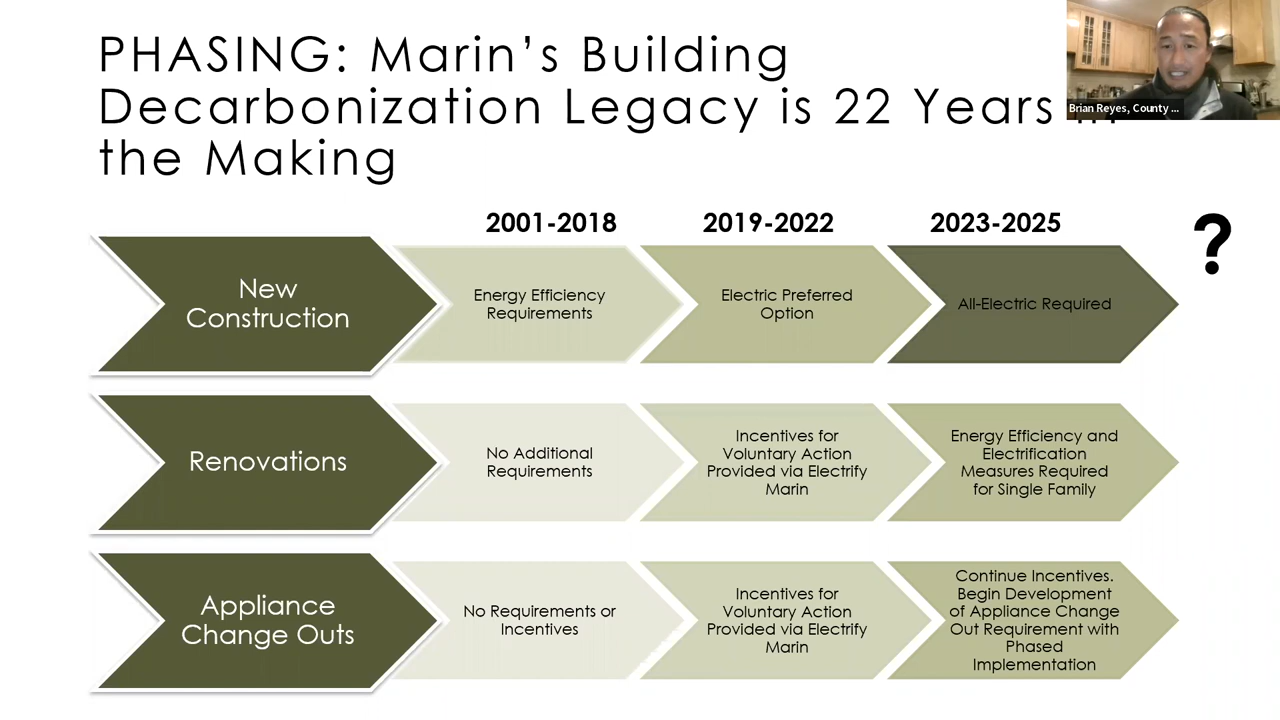 PHASING: Marin’s Building
Decarbonization Legacy is 22 Years in
the Making
Brian Reyes, County ...
2001-2018
2019-2022
2023-2025
?
New
Construction
Energy Efficiency
Requirements
Electric Preferred
Option
All-Electric Required
Renovations
No Additional
Requirements
Incentives for
Voluntary Action
Provided via Electrify
Marin
Energy Efficiency and
Electrification
Measures Required
for Single Family
Appliance
Change Outs
No Requirements or
Incentives
Incentives for
Voluntary Action
Provided via Electrify
Marin
Continue Incentives.
Begin Development
of Appliance Change
Out Requirement with
Phased
Implementation